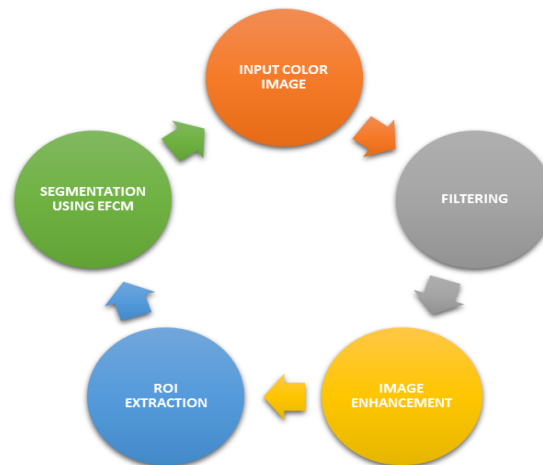 INPUT COLOR
IMAGE
FILTERING
IMAGE
ENHANCEMENT
ROI
EXTRACTION
SEGMENTATION
USING EFCM